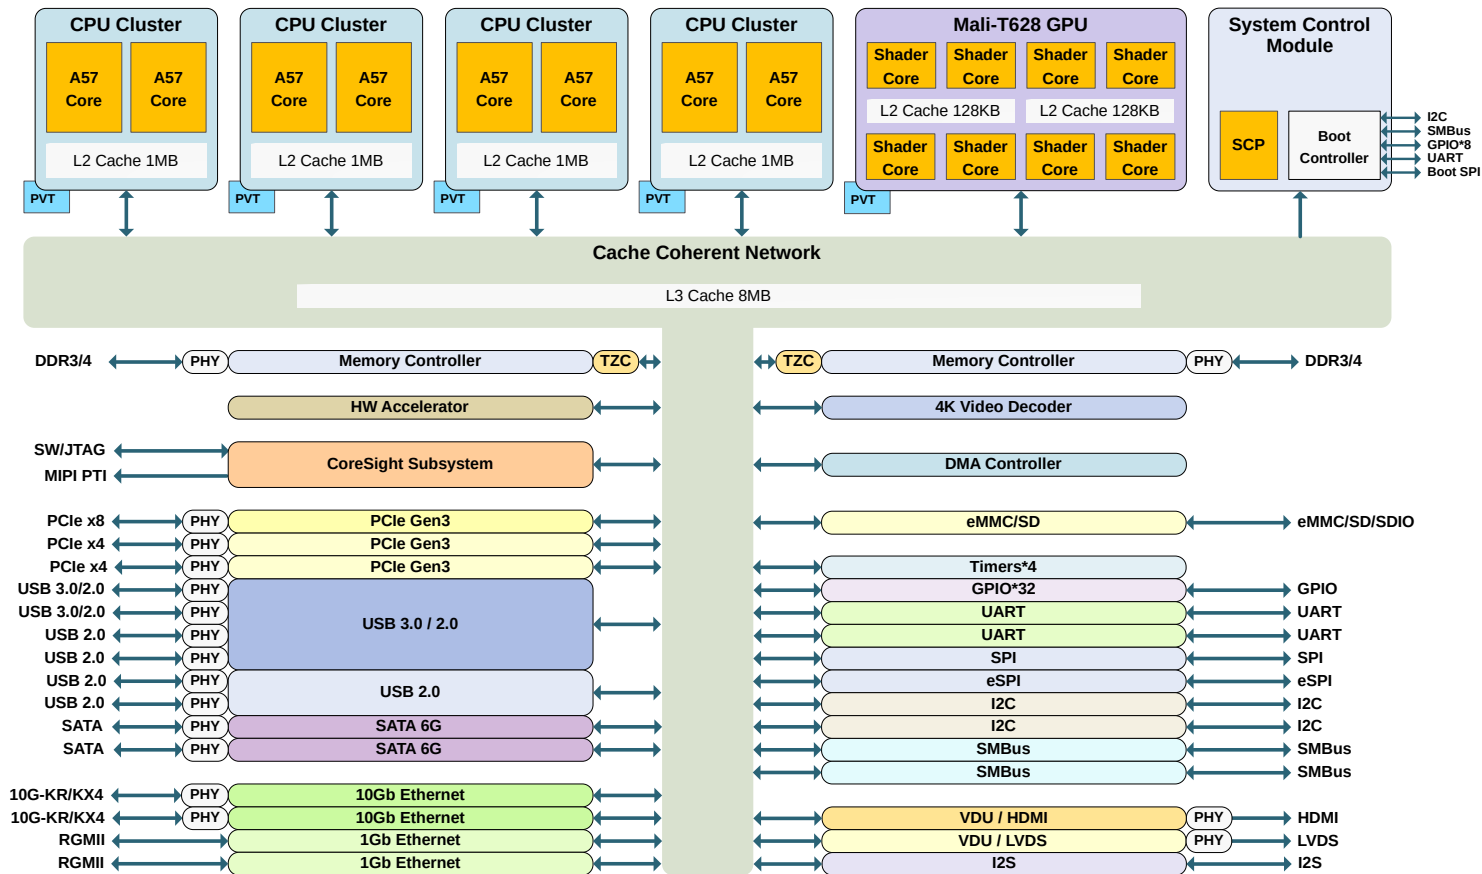 CPU Cluster
A57
Core
A57
Core
L2 Cache 1MB
PVT
CPU Cluster
A57
Core
A57
Core
L2 Cache 1MB
PVT
CPU Cluster
A57
Core
A57
Core
L2 Cache 1MB
PVT
CPU Cluster
A57
Core
A57
Core
L2 Cache 1MB
PVT
Mali-T628 GPU
Shader
Core
Shader
Core
Shader
Core
Shader
Core
L2 Cache 128KB
L2 Cache 128KB
Shader
Core
Shader
Core
Shader
Core
Shader
Core
PVT
System Control
Module
SCP
Boot
Controller
I2C
SMBus
GPIO*8
UART
Boot SPI
Cache Coherent Network
L3 Cache 8MB
DDR3/4 PHY Memory Controller TZC
HW Accelerator
SW/JTAG
MIPI PTI
CoreSight Subsystem
PCIe x8 PHY PCIe Gen3
PCIe x4 PHY PCIe Gen3
PCIe x4 PHY PCIe Gen3
USB 3.0/2.0 PHY
USB 3.0/2.0 PHY
USB 3.0 / 2.0
USB 2.0 PHY
USB 2.0 PHY
USB 2.0 PHY
USB 2.0
USB 2.0 PHY
SATA PHY SATA 6G
SATA PHY SATA 6G
10G-KR/KX4 PHY 10Gb Ethernet
10G-KR/KX4 PHY 10Gb Ethernet
RGMII 1Gb Ethernet
RGMII 1Gb Ethernet
TZC Memory Controller PHY DDR3/4
4K Video Decoder
DMA Controller
eMMC/SD eMMC/SD/SDIO
Timers*4
GPIO*32 GPIO
UART UART
UART UART
SPI SPI
eSPI eSPI
I2C I2C
I2C I2C
SMBus SMBus
SMBus SMBus
VDU / HDMI PHY HDMI
VDU / LVDS PHY LVDS
I2S I2S